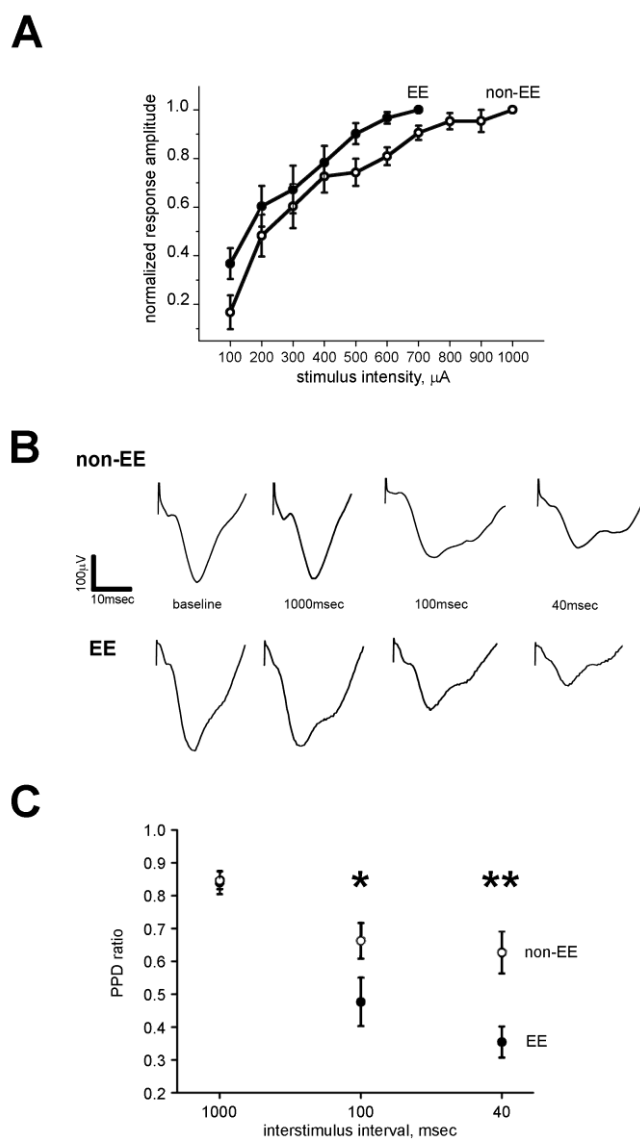 A
EE non-EE
1.0
0.8
0.6
0.4
0.2
normalized response amplitude
100 200 300 400 500 600 700 800 900 1000
stimulus intensity, μA
B
non-EE
100μV
10msec
baseline 1000msec 100msec 40msec
EE
C
1.0
0.9
0.8
0.7
0.6
0.5
0.4
0.3
0.2
PPD ratio
* **
non-EE
EE
1000 100 40
interstimulus interval, msec